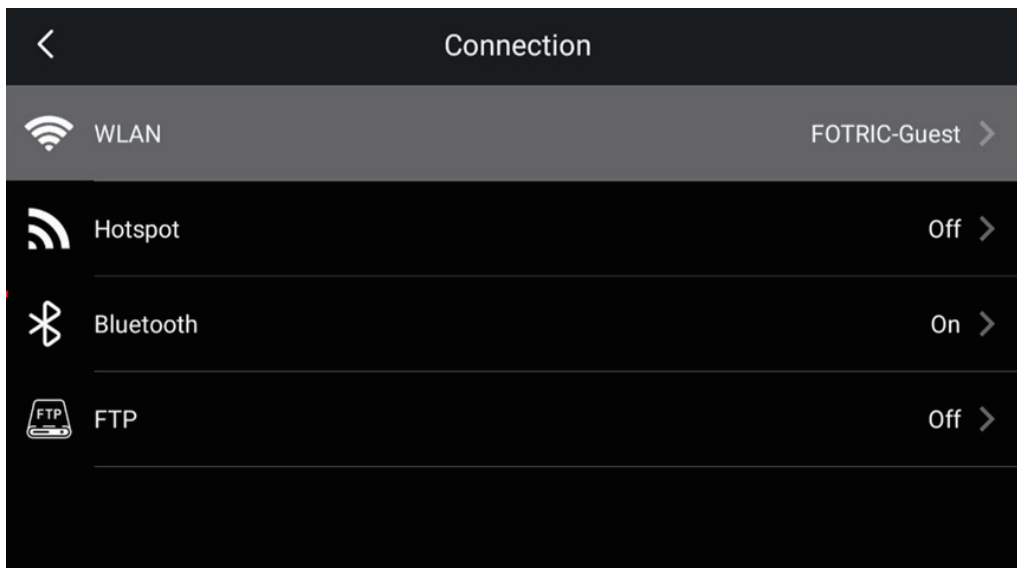 Connection
WLAN FOTRIC-Guest
Hotspot Off
Bluetooth On
FTP FTP Off